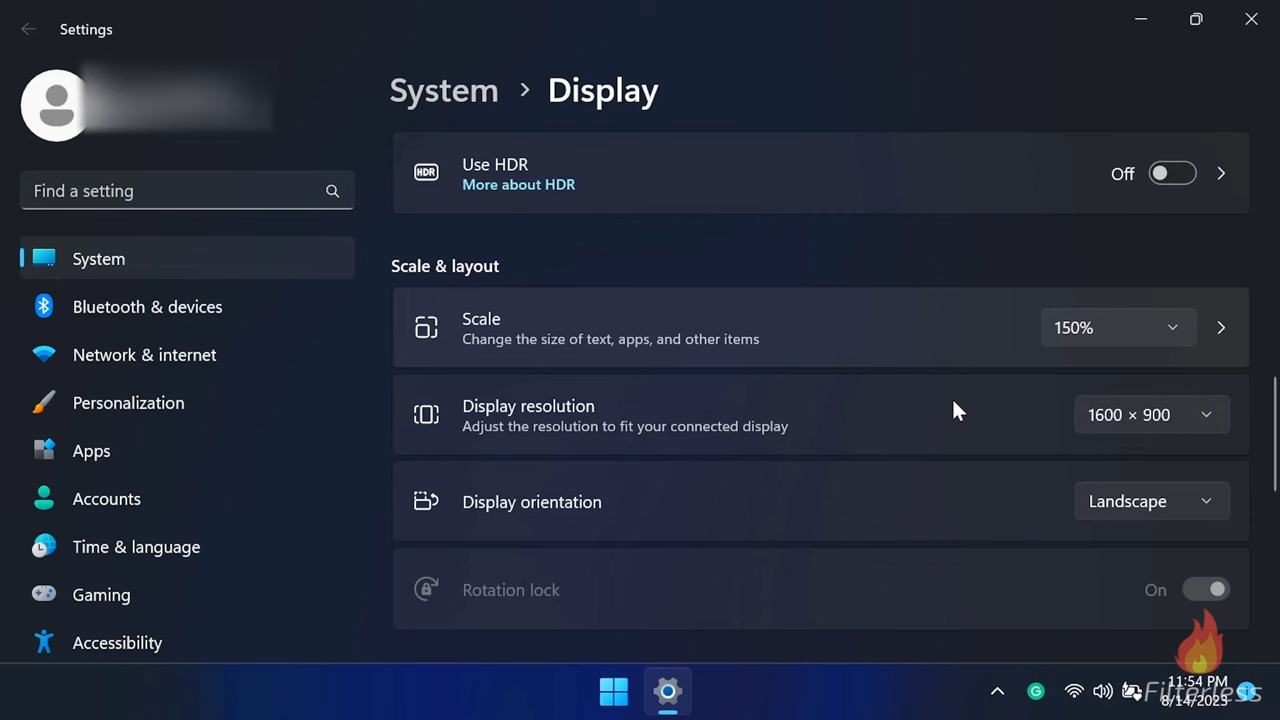 Settings
System > Display
Find a setting
System
Bluetooth & devices
Network & internet
Personalization
Apps
Accounts
Time & language
Gaming
Accessibility
HDR
Use HDR
More about HDR
Off
Scale & layout
Scale
Change the size of text, apps, and other items
150%
Display resolution
Adjust the resolution to fit your connected display
1600 × 900
Display orientation
Landscape
Rotation lock
On
G
11:54 PM
8/14/2023
Filterless